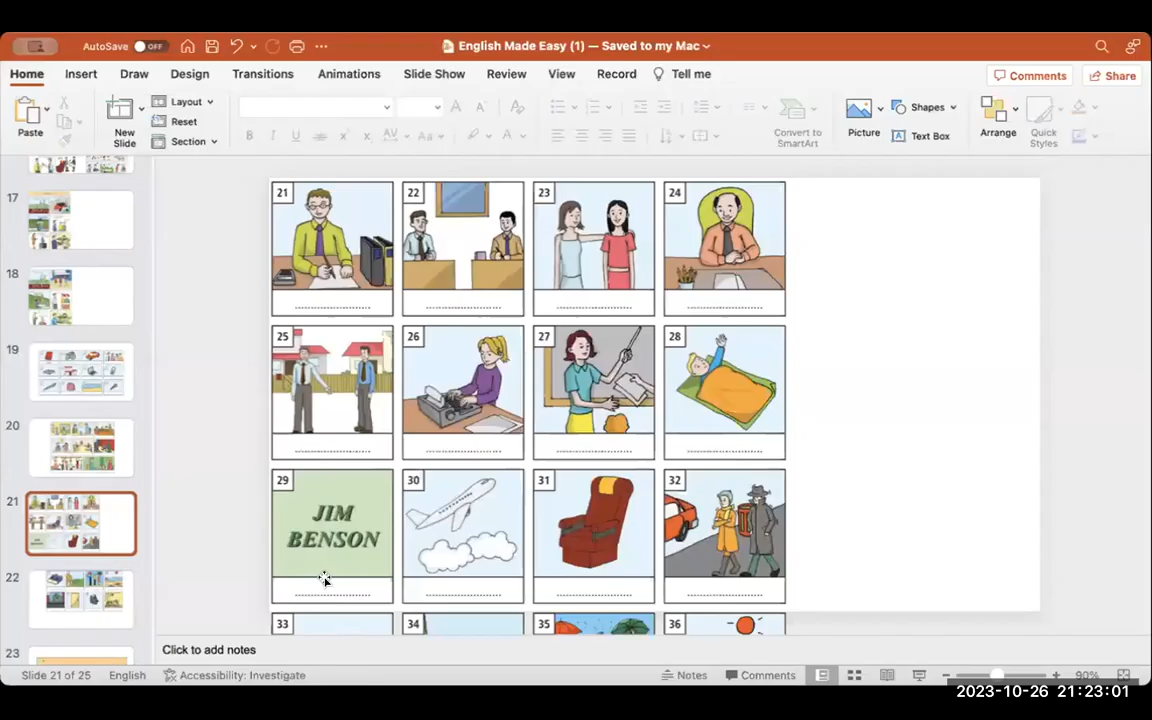 AutoSave OFF
English Made Easy (1) — Saved to my Mac
Home Insert Draw Design Transitions Animations Slide Show Review View Record Tell me
Comments Share
Paste
New Slide
Layout
Reset
Section
Convert to SmartArt
Picture
Shapes
Text Box
Arrange
Quick Styles
17
18
19
20
21
22
23
21 22 23 24
25 26 27 28
29 30 31 32
JIM
BENSON
33 34 35 36
Click to add notes
Slide 21 of 25 English Accessibility: Investigate Notes Comments 90%
2023-10-26 21:23:01